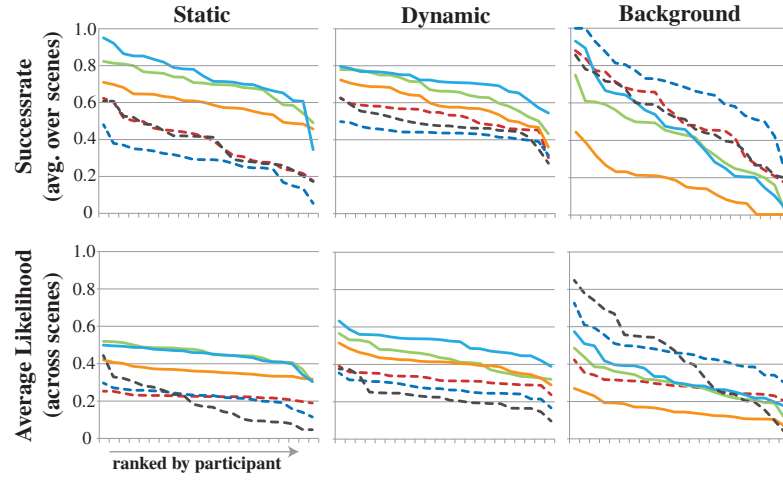 Static Dynamic Background
Successrate
(avg. over scenes)
1.0
0.8
0.6
0.4
0.2
0
Average Likelihood
(across scenes)
1.0
0.8
0.6
0.4
0.2
0
ranked by participant